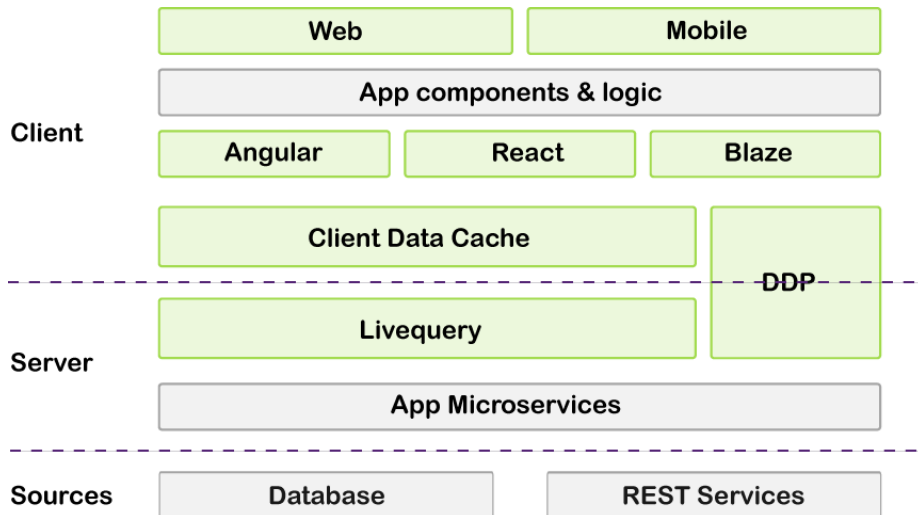 Web
Mobile
App components & logic
Client
Angular
React
Blaze
Client Data Cache
DDP
Livequery
Server
App Microservices
Sources
Database
REST Services